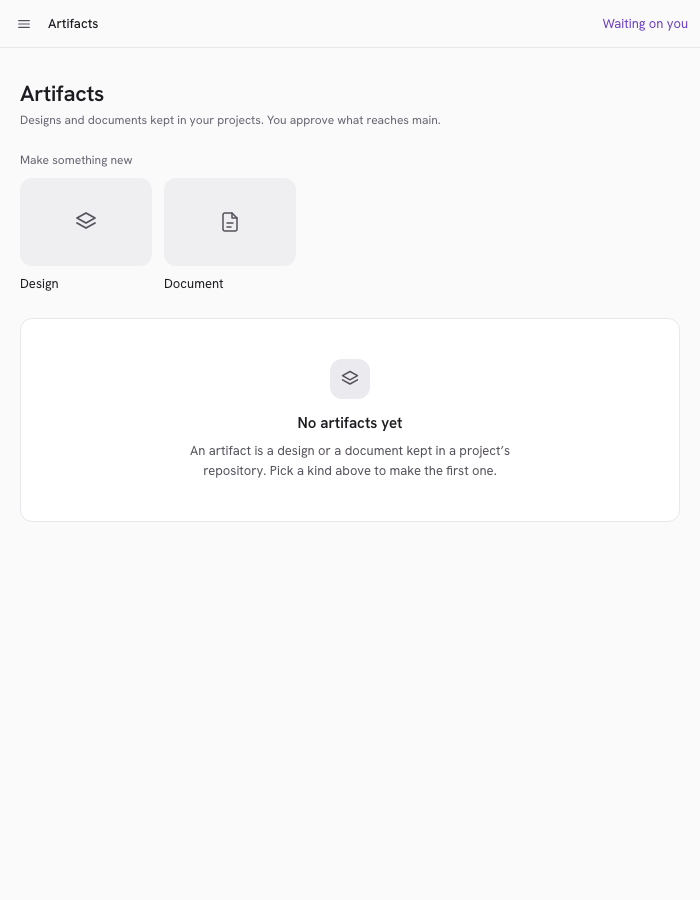 Artifacts
Waiting on you
Artifacts
Designs and documents kept in your projects. You approve what reaches main.
Make something new
Design
Document
No artifacts yet
An artifact is a design or a document kept in a project’s
repository. Pick a kind above to make the first one.